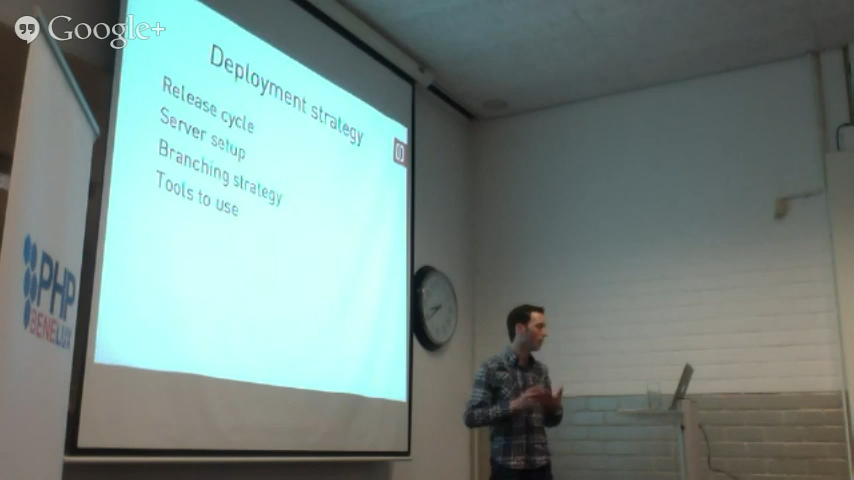 Google+
Deployment strategy
Release cycle
Server setup
Branching strategy
Tools to use
PHP
BENELUX